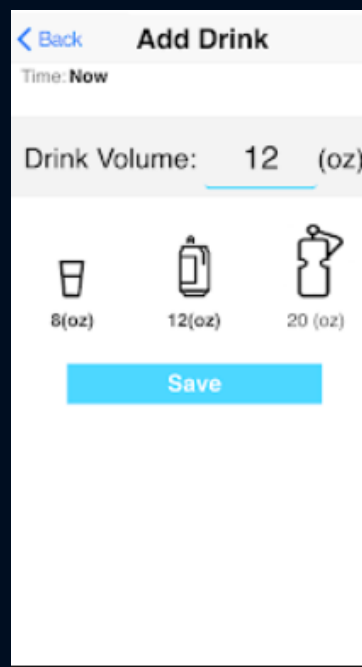 Back Add Drink
Time: Now
Drink Volume: 12 (oz)
8(oz) 12(oz) 20 (oz)
Save